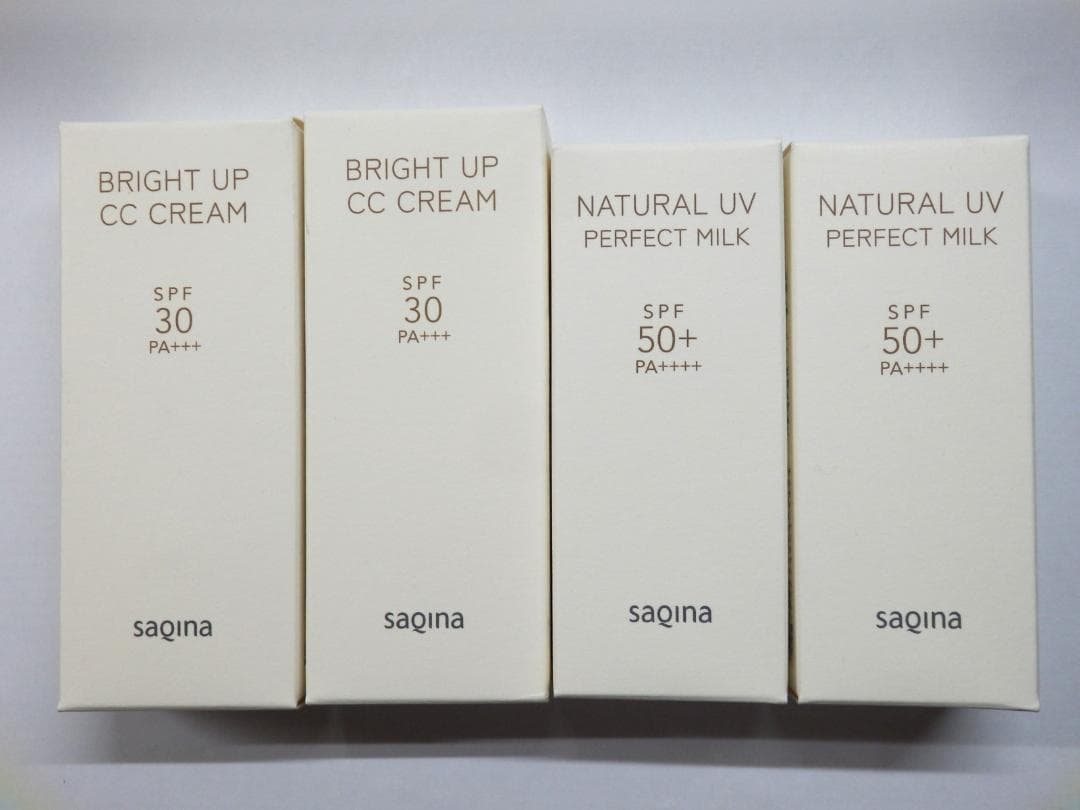 BRIGHT UP
CC CREAM
SPF
30
PA+++
saqina
BRIGHT UP
CC CREAM
SPF
30
PA+++
saqina
NATURAL UV
PERFECT MILK
SPF
50+
PA++++
saqina
NATURAL UV
PERFECT MILK
SPF
50+
PA++++
saqina